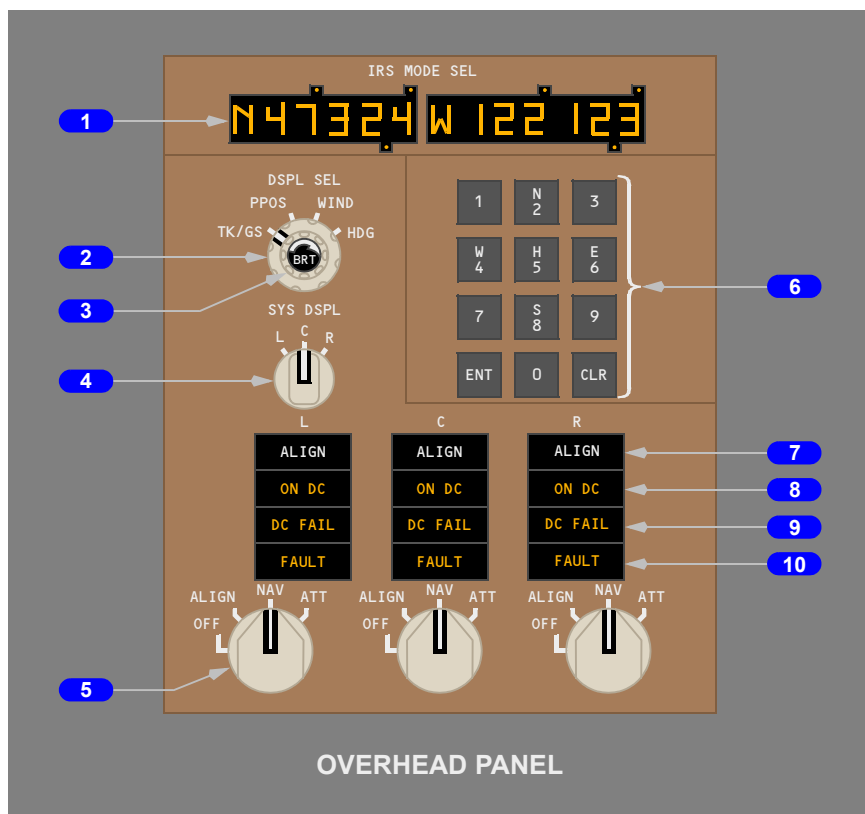 IRS MODE SEL
N47324 W122123
1
DSPL SEL
PPOS WIND
TK/GS HDG
BRT
2
3
SYS DSPL
L C R
4
1 N 2 3
W 4 H 5 E 6
7 S 8 9
ENT 0 CLR
6
L C R
ALIGN ALIGN ALIGN
7
ON DC ON DC ON DC
8
DC FAIL DC FAIL DC FAIL
9
FAULT FAULT FAULT
10
OFF ALIGN NAV ATT
OFF ALIGN NAV ATT
OFF ALIGN NAV ATT
5
OVERHEAD PANEL